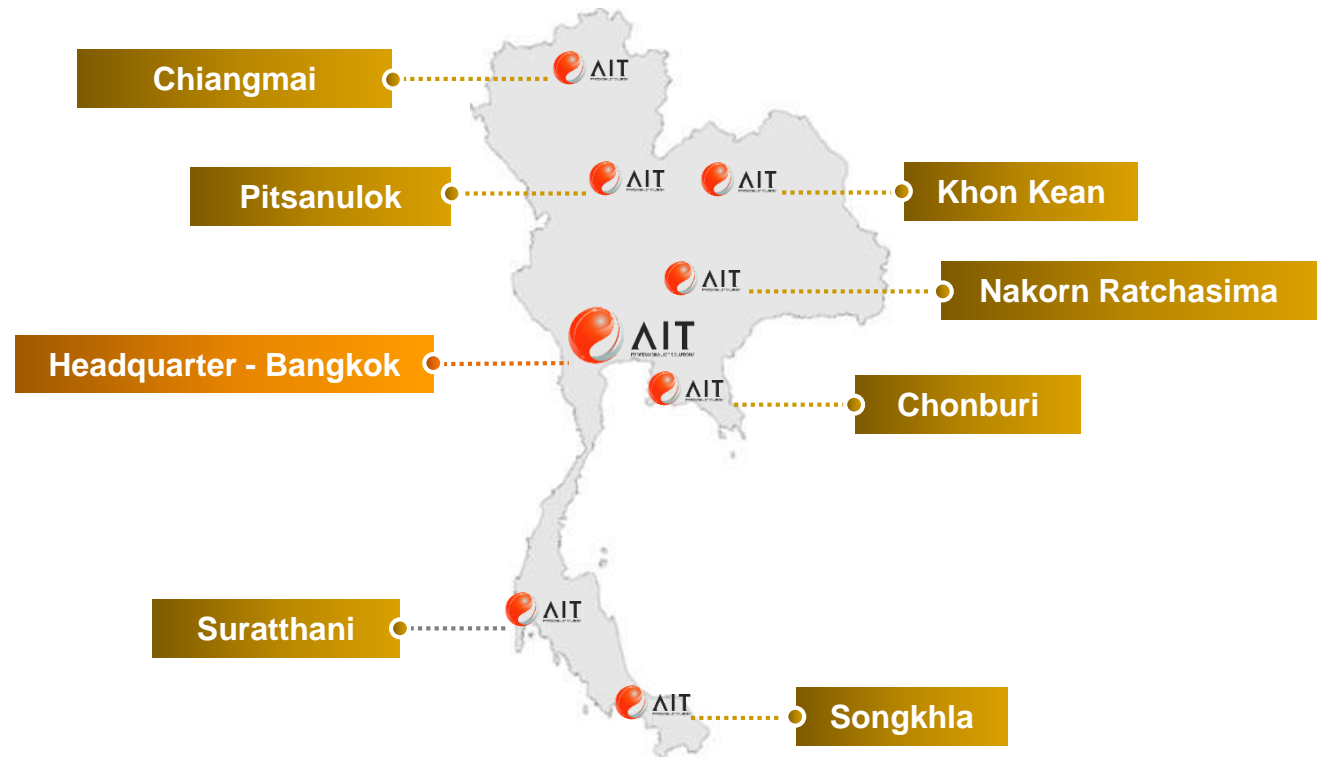 Chiangmai
AIT
Pitsanulok
AIT
AIT
Khon Kean
AIT
Nakorn Ratchasima
Headquarter - Bangkok
AIT
AIT
Chonburi
Suratthani
AIT
AIT
Songkhla